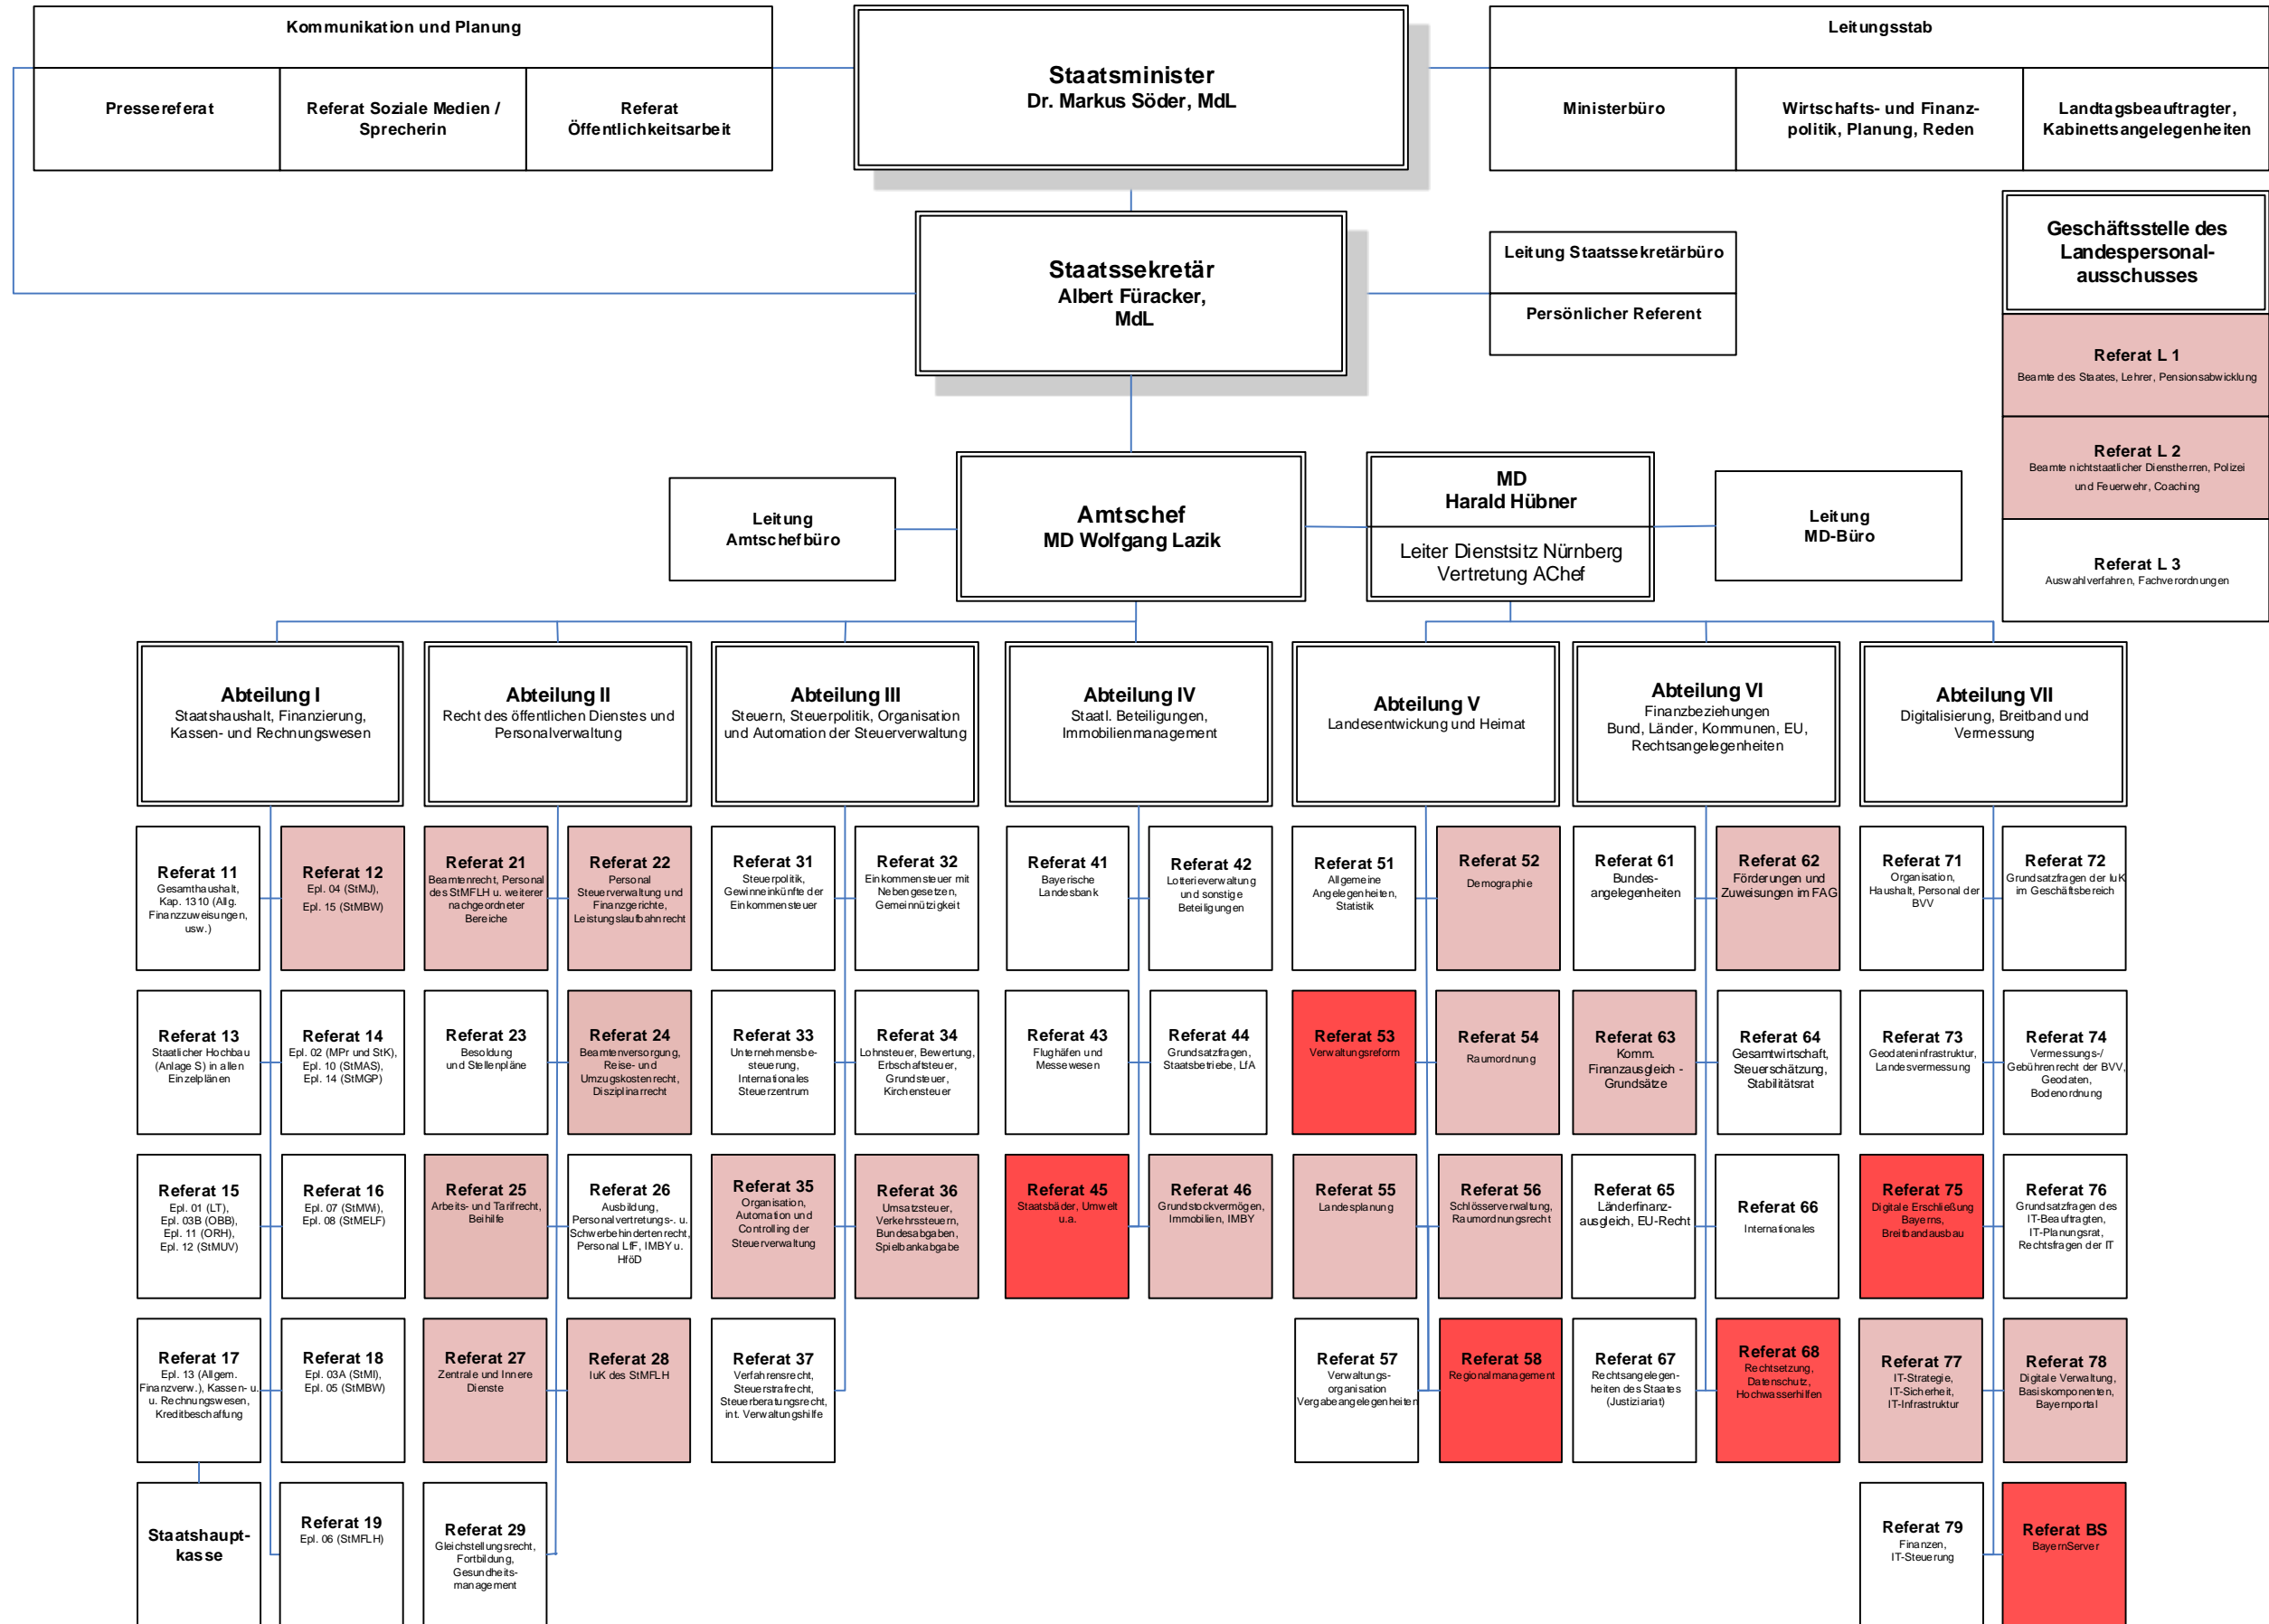 Kommunikation und Planung
Pressereferat
Referat Soziale Medien /
Sprecherin
Referat
Öffentlichkeitsarbeit
Staatsminister
Dr. Markus Söder, MdL
Leitungsstab
Ministerbüro
Wirtschafts- und Finanz-
politik, Planung, Reden
Landtagsbeauftragter,
Kabinettsangelegenheiten
Staatssekretär
Albert Füracker,
MdL
Leitung Staatssekretärbüro
Persönlicher Referent
Geschäftsstelle des
Landespersonal-
ausschusses
Referat L 1
Beamte des Staates, Lehrer, Pensionsabwicklung
Referat L 2
Beamte nichtstaatlicher Dienstherren, Polizei
und Feuerwehr, Coaching
Referat L 3
Auswahlverfahren, Fachverordnungen
Leitung
Amtschefbüro
Amtschef
MD Wolfgang Lazik
MD
Harald Hübner
Leiter Dienstsitz Nürnberg
Vertretung AChef
Leitung
MD-Büro
Abteilung I
Staatshaushalt, Finanzierung,
Kassen- und Rechnungswesen
Abteilung II
Recht des öffentlichen Dienstes und
Personalverwaltung
Abteilung III
Steuern, Steuerpolitik, Organisation
und Automation der Steuerverwaltung
Abteilung IV
Staatl. Beteiligungen,
Immobilienmanagement
Abteilung V
Landesentwickung und Heimat
Abteilung VI
Finanzbeziehungen
Bund, Länder, Kommunen, EU,
Rechtsangelegenheiten
Abteilung VII
Digitalisierung, Breitband und
Vermessung
Referat 11
Gesamthaushalt,
Kap. 1310 (Allg.
Finanzzuweisungen,
usw.)
Referat 12
Epl. 04 (StMJ),
Epl. 15 (StMBW)
Referat 21
Beamtenrecht, Personal
des StMFLH u. weiterer
nachgeordneter
Bereiche
Referat 22
Personal
Steuerverwaltung und
Finanzgerichte,
Leistungslaufbahnrecht
Referat 31
Steuerpolitik,
Gewinneinkünfte der
Einkommensteuer
Referat 32
Einkommensteuer mit
Nebengesetzen,
Gemeinnützigkeit
Referat 41
Bayerische
Landesbank
Referat 42
Lotterieverwaltung
und sonstige
Beteiligungen
Referat 51
Allgemeine
Angelegenheiten,
Statistik
Referat 52
Demographie
Referat 61
Bundes-
angelegenheiten
Referat 62
Förderungen und
Zuweisungen im FAG
Referat 71
Organisation,
Haushalt, Personal der
BVV
Referat 72
Grundsatzfragen der IuK
im Geschäftsbereich
Referat 13
Staatlicher Hochbau
(Anlage S) in allen
Einzelplänen
Referat 14
Epl. 02 (MPr und StK),
Epl. 10 (StMAS),
Epl. 14 (StMGP)
Referat 23
Besoldung
und Stellenpläne
Referat 24
Beamtenversorgung,
Reise- und
Umzugskostenrecht,
Disziplinarrecht
Referat 33
Unternehmensbe-
steuerung,
Internationales
Steuerzentrum
Referat 34
Lohnsteuer, Bewertung,
Erbschaftsteuer,
Grundsteuer,
Kirchensteuer
Referat 43
Flughäfen und
Messewesen
Referat 44
Grundsatzfragen,
Staatsbetriebe, LfA
Referat 53
Verwaltungsreform
Referat 54
Raumordnung
Referat 63
Komm.
Finanzausgleich -
Grundsätze
Referat 64
Gesamtwirtschaft,
Steuerschätzung,
Stabilitätsrat
Referat 73
Geodateninfrastruktur,
Landesvermessung
Referat 74
Vermessungs-/
Gebührenrecht der BVV,
Geodaten,
Bodenordnung
Referat 15
Epl. 01 (LT),
Epl. 03B (OBB),
Epl. 11 (ORH),
Epl. 12 (StMUV)
Referat 16
Epl. 07 (StMWi),
Epl. 08 (StMELF)
Referat 25
Arbeits- und Tarifrecht,
Beihilfe
Referat 26
Ausbildung,
Personalvertretungs-. u.
Schwerbehindertenrecht,
Personal LfF, IMBY u.
HföD
Referat 35
Organisation,
Automation und
Controlling der
Steuerverwaltung
Referat 36
Umsatzsteuer,
Verkehrssteuern,
Bundesabgaben,
Spielbankabgabe
Referat 45
Staatsbäder, Umwelt
u.a.
Referat 46
Grundstockvermögen,
Immobilien, IMBY
Referat 55
Landesplanung
Referat 56
Schlösserverwaltung,
Raumordnungsrecht
Referat 65
Länderfinanz-
ausgleich, EU-Recht
Referat 66
Internationales
Referat 75
Digitale Erschließung
Bayerns,
Breitbandausbau
Referat 76
Grundsatzfragen des
IT-Beauftragten,
IT-Planungsrat,
Rechtsfragen der IT
Referat 17
Epl. 13 (Allgem.
Finanzverw.), Kassen- u.
u. Rechnungswesen,
Kreditbeschaffung
Referat 18
Epl. 03A (StMI),
Epl. 05 (StMBW)
Referat 27
Zentrale und Innere
Dienste
Referat 28
IuK des StMFLH
Referat 37
Verfahrensrecht,
Steuerstrafrecht,
Steuerberatungsrecht,
int. Verwaltungshilfe
Referat 57
Verwaltungs-
organisation
Vergabeangelegenheiten
Referat 58
Regionalmanagement
Referat 67
Rechtsangelegen-
heiten des Staates
(Justiziariat)
Referat 68
Rechtsetzung,
Datenschutz,
Hochwasserhilfen
Referat 77
IT-Strategie,
IT-Sicherheit,
IT-Infrastruktur
Referat 78
Digitale Verwaltung,
Basiskomponenten,
Bayernportal
Staatshaupt-
kasse
Referat 19
Epl. 06 (StMFLH)
Referat 29
Gleichstellungsrecht,
Fortbildung,
Gesundheits-
management
Referat 79
Finanzen,
IT-Steuerung
Referat BS
BayernServer